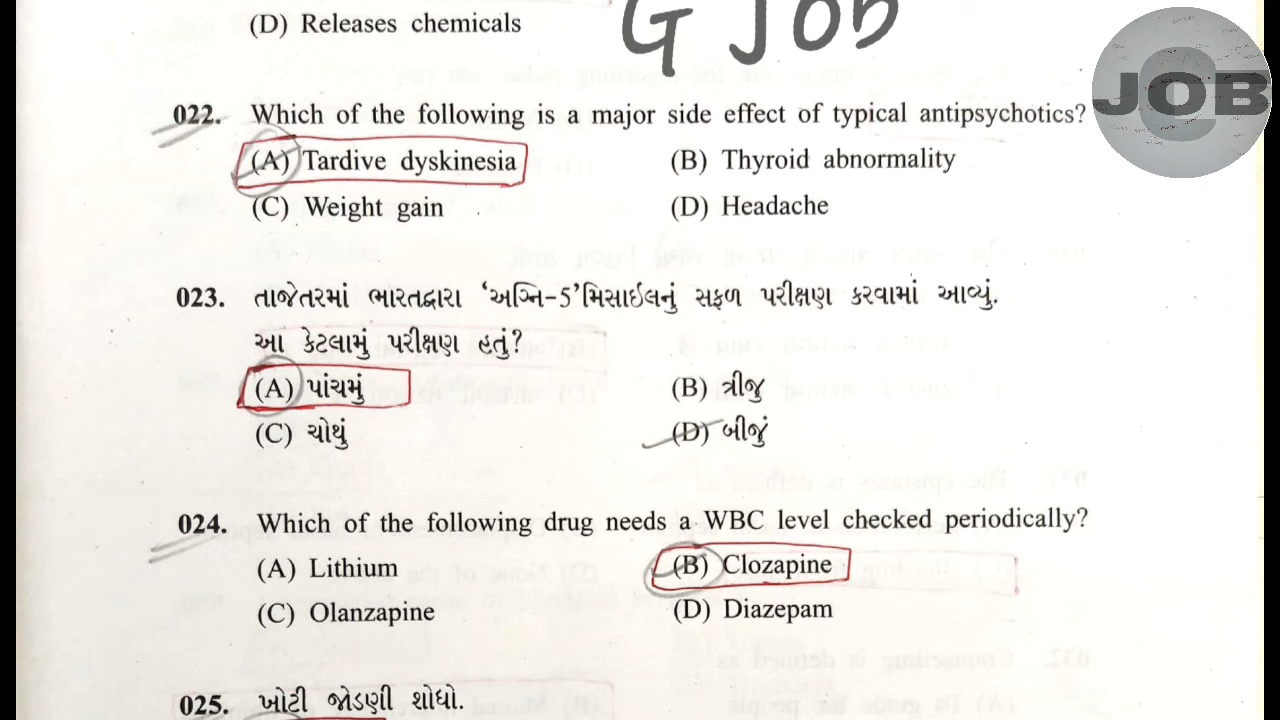 (D) Releases chemicals
G JOB
JOB
022. Which of the following is a major side effect of typical antipsychotics?
(A) Tardive dyskinesia (B) Thyroid abnormality
(C) Weight gain (D) Headache
023. તાજેતરમાં ભારતદ્વારા ‘અગ્નિ-5’મિસાઇલનું સફળ પરીક્ષણ કરવામાં આવ્યું.
આ કેટલામું પરીક્ષણ હતું?
(A) પાંચમું (B) ત્રીજુ
(C) ચોથું (D) બીજું
024. Which of the following drug needs a WBC level checked periodically?
(A) Lithium (B) Clozapine
(C) Olanzapine (D) Diazepam
025. ખોટી જોડણી શોધો.